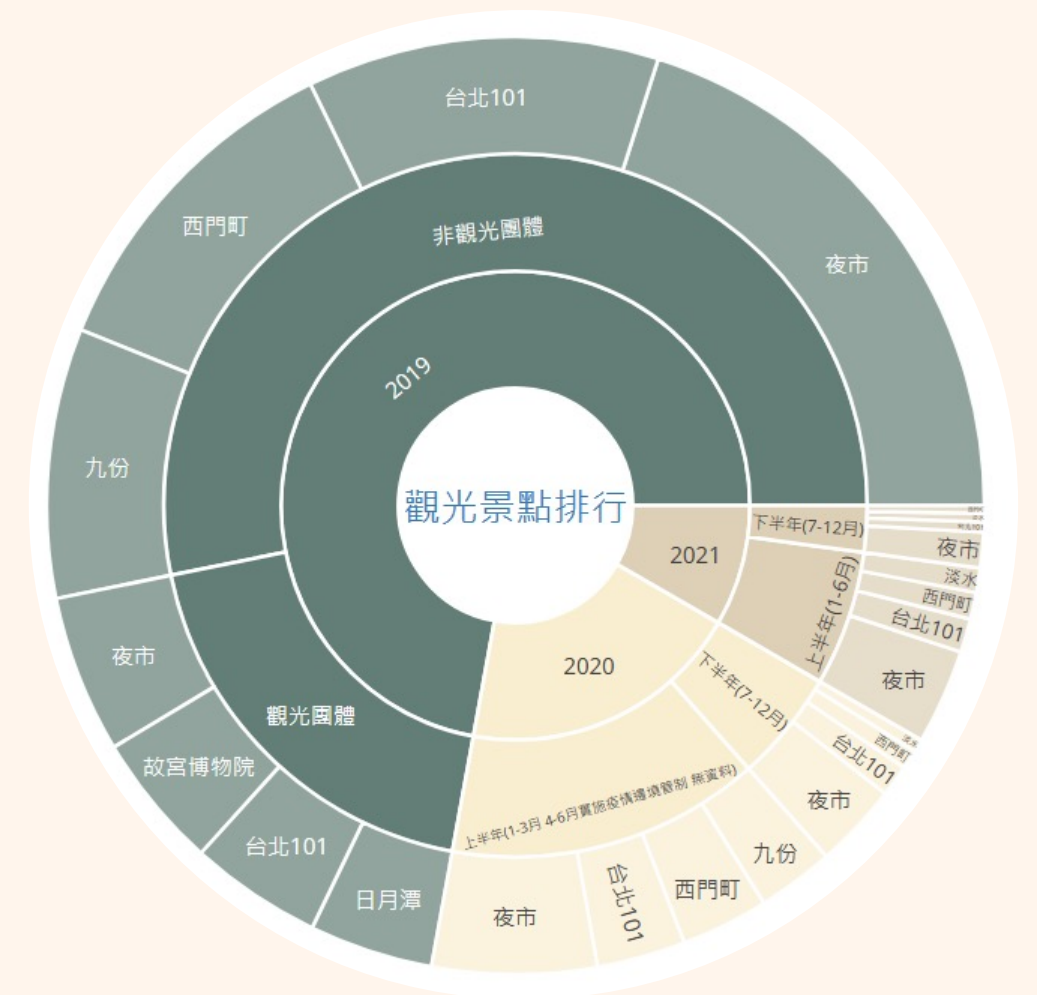 觀光景點排行
2019
非觀光團體
夜市
台北101
西門町
九份
觀光團體
夜市
故宮博物院
台北101
日月潭
2020
上半年(1-3月 4-6月實施疫情邊境管制 無資料)
夜市
台北101
西門町
九份
下半年(7-12月)
夜市
台北101
西門町
淡水
2021
上半年(1-6月)
夜市
台北101
西門町
淡水
下半年(7-12月)
夜市